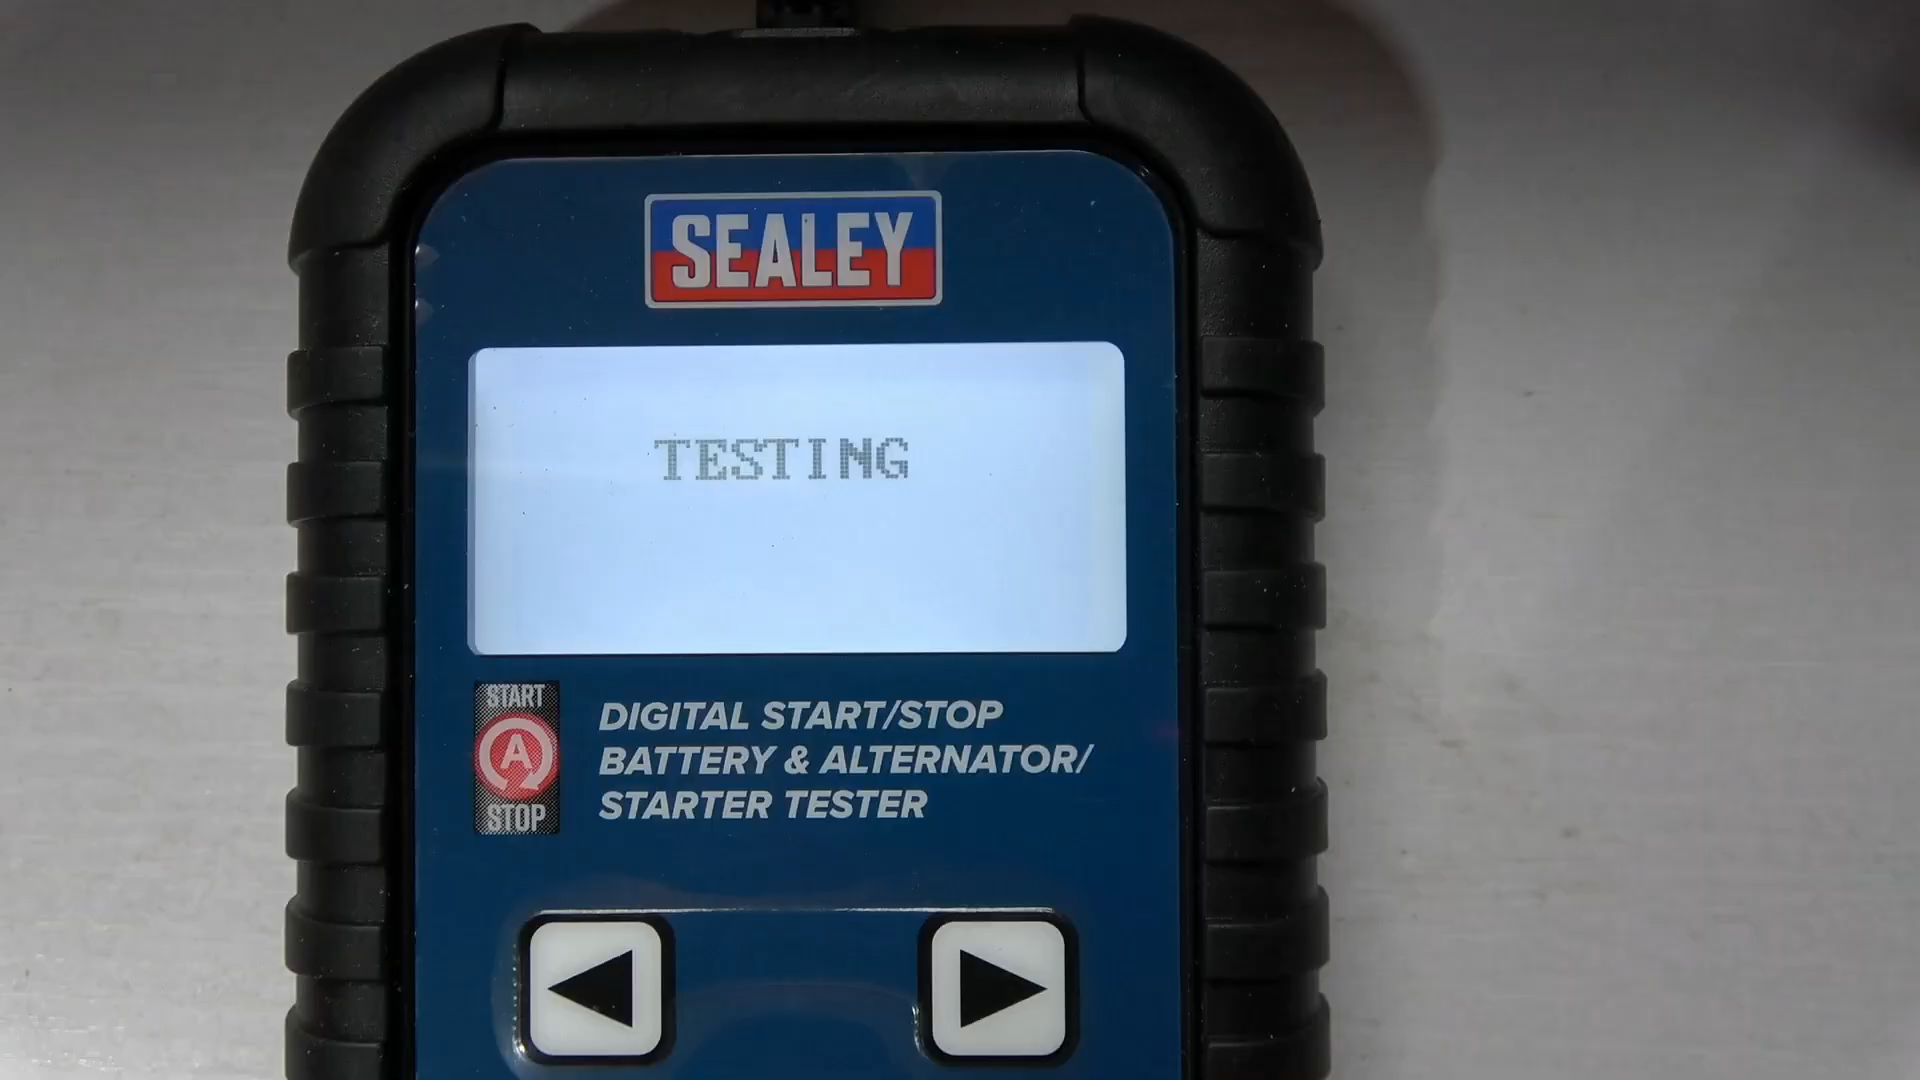 SEALEY
TESTING
START
A
STOP
DIGITAL START/STOP
BATTERY & ALTERNATOR/
STARTER TESTER